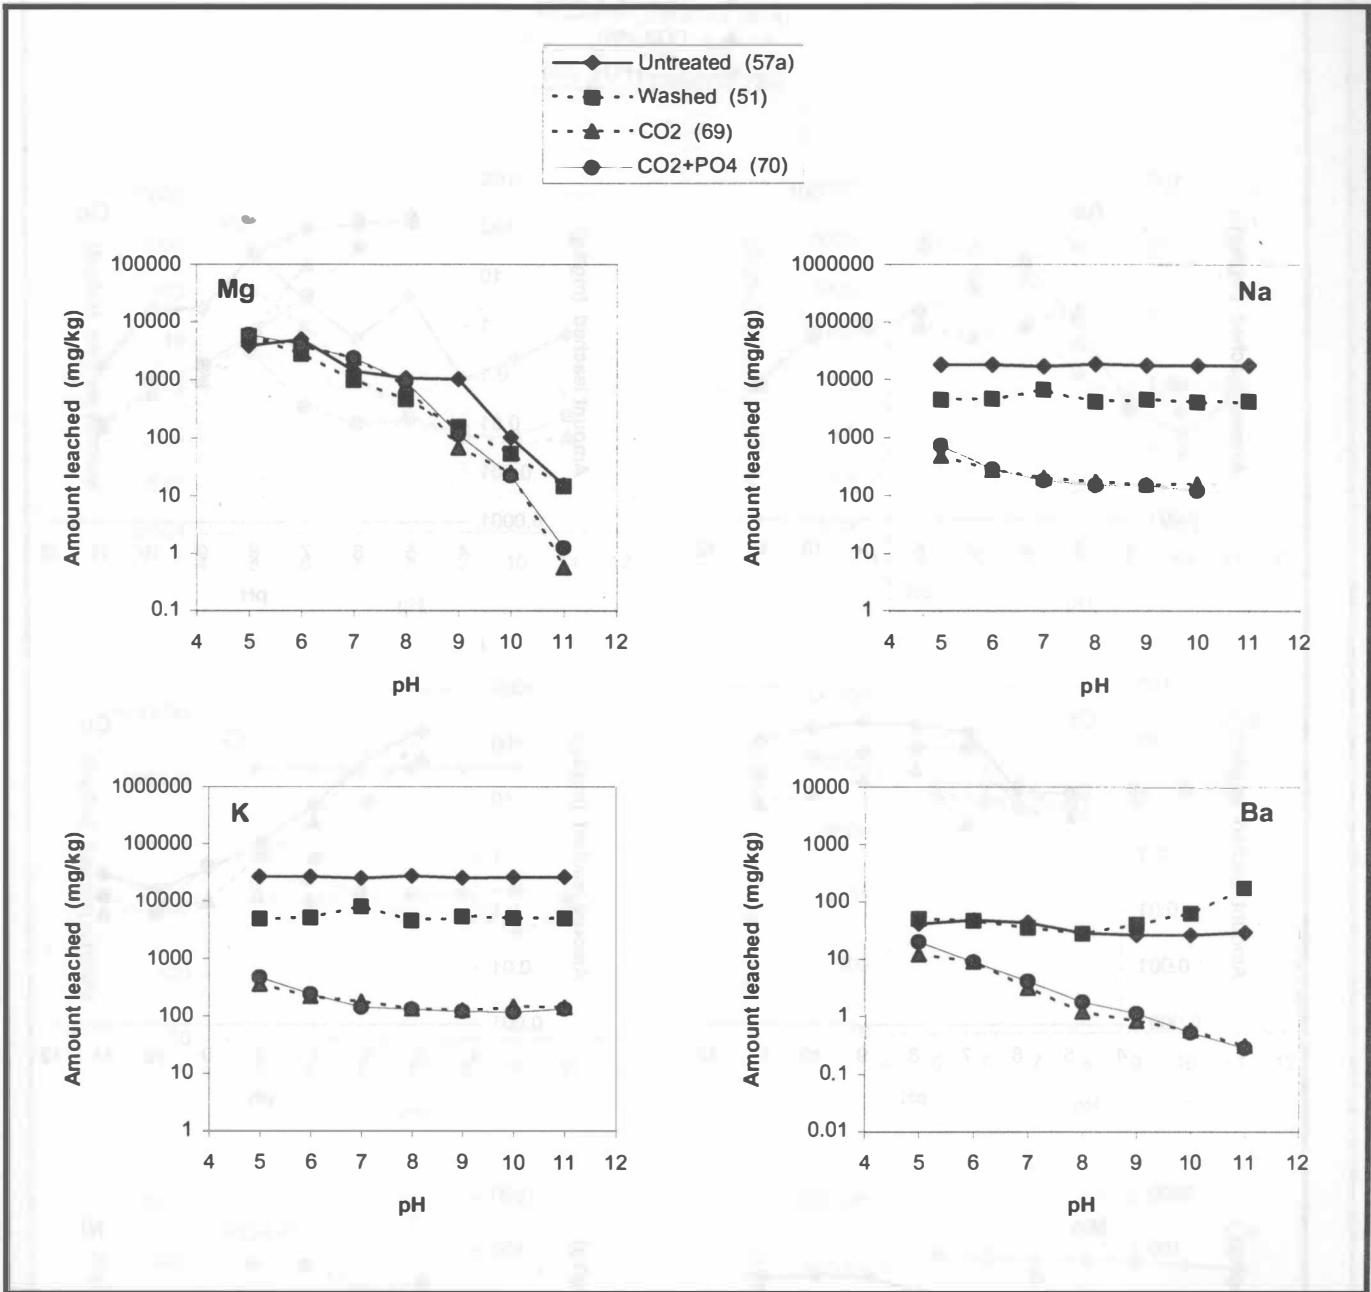 Untreated (57a)
Washed (51)
CO2 (69)
CO2+PO4 (70)
Mg
Amount leached (mg/kg)
100000
10000
1000
100
10
1
0.1
4 5 6 7 8 9 10 11 12
pH
Na
Amount leached (mg/kg)
1000000
100000
10000
1000
100
10
1
4 5 6 7 8 9 10 11 12
pH
K
Amount leached (mg/kg)
1000000
100000
10000
1000
100
10
1
4 5 6 7 8 9 10 11 12
pH
Ba
Amount leached (mg/kg)
10000
1000
100
10
1
0.1
0.01
4 5 6 7 8 9 10 11 12
pH